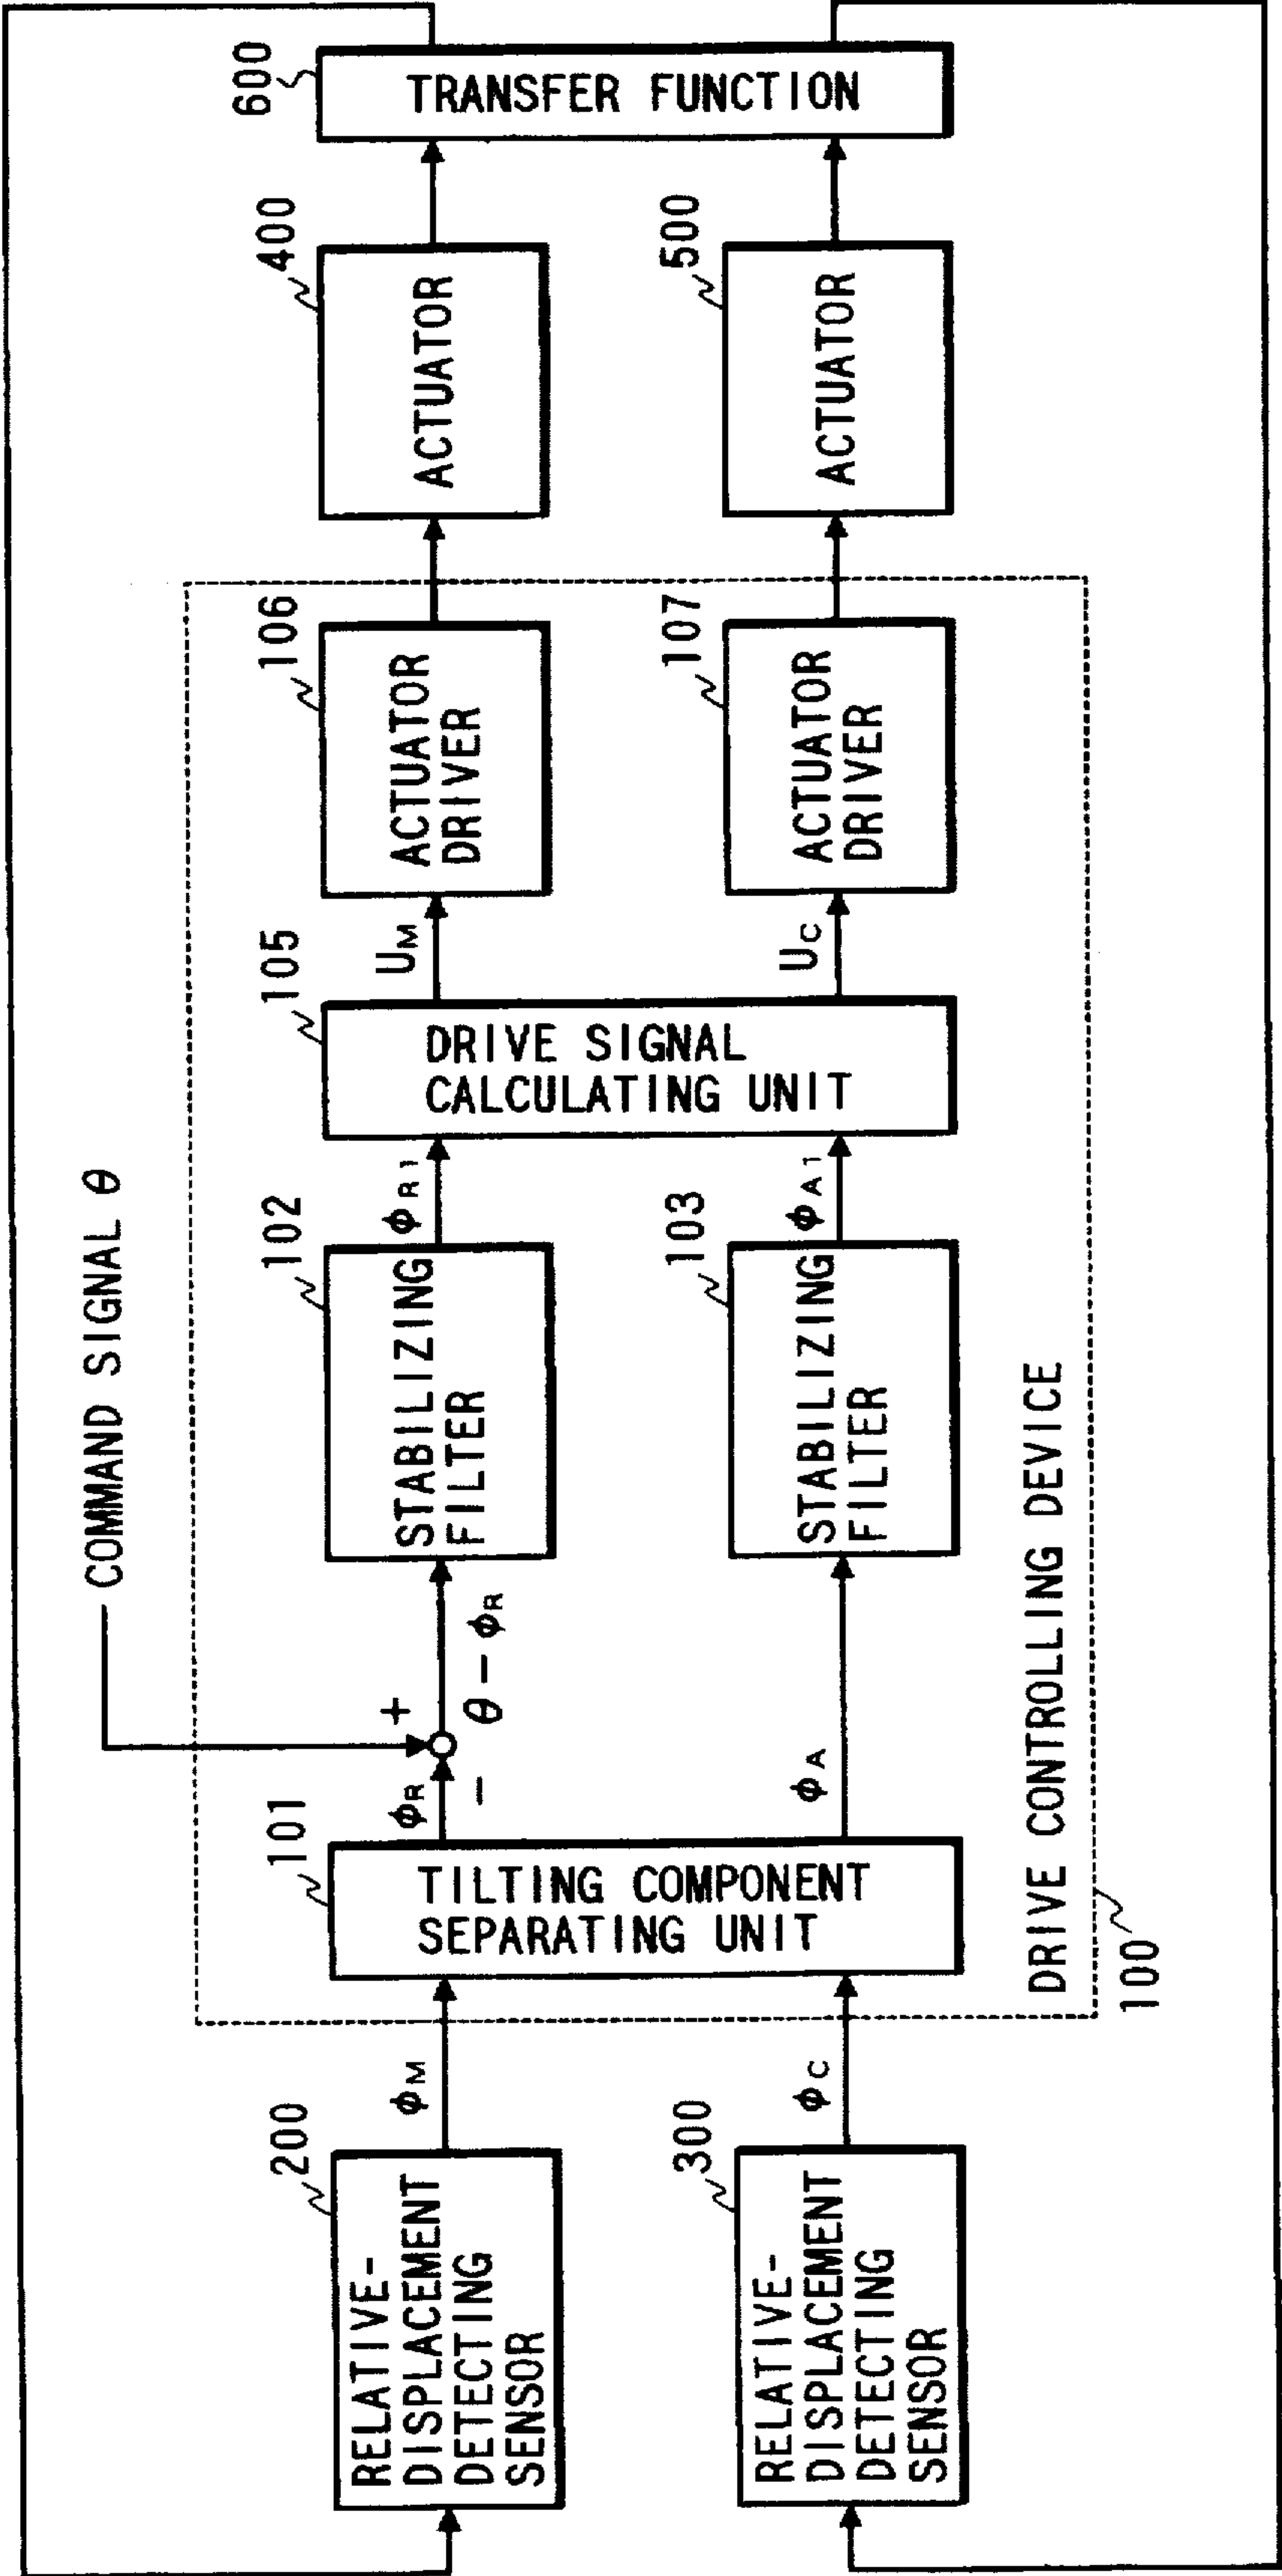 COMMAND SIGNAL θ
200
RELATIVE-
DISPLACEMENT
DETECTING
SENSOR
ϕM
101
TILTING COMPONENT
SEPARATING UNIT
ϕR
+
−
θ−ϕR
102
STABILIZING
FILTER
ϕR1
105
DRIVE SIGNAL
CALCULATING UNIT
UM
106
ACTUATOR
DRIVER
400
ACTUATOR
600
TRANSFER FUNCTION
300
RELATIVE-
DISPLACEMENT
DETECTING
SENSOR
ϕC
ϕA
103
STABILIZING
FILTER
ϕA1
UC
107
ACTUATOR
DRIVER
500
ACTUATOR
DRIVE CONTROLLING DEVICE
100